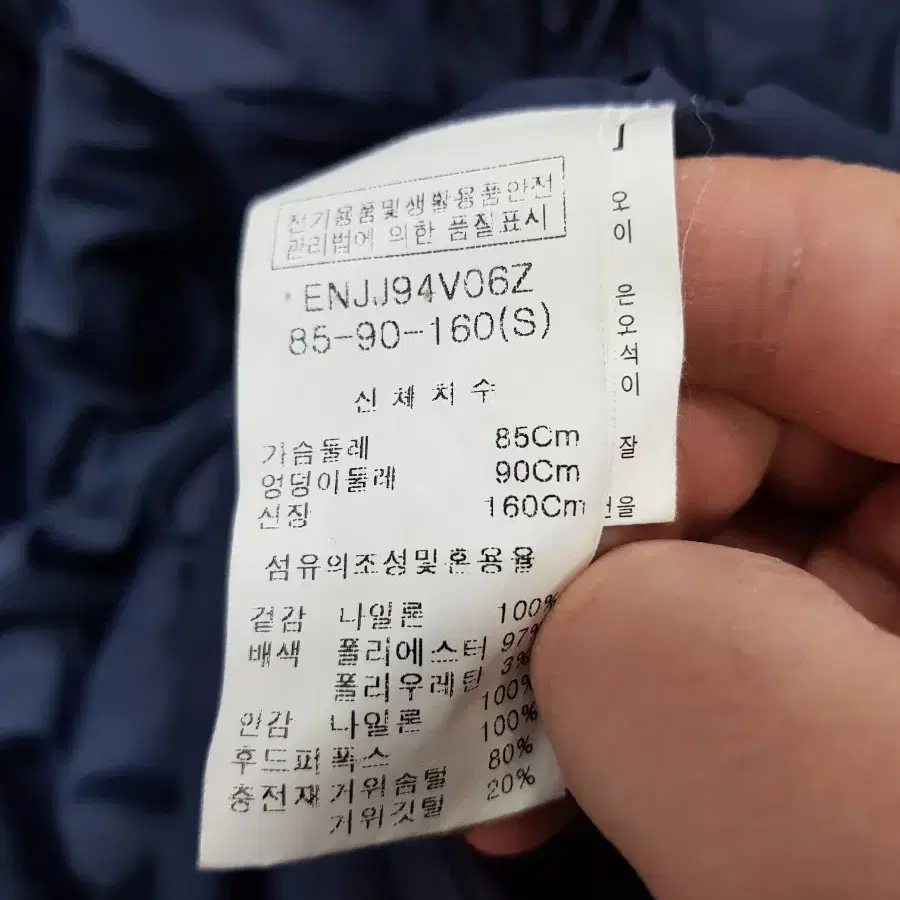 전기용품및생활용품안전
관리법에 의한 품질표시
ENJJ94V06Z
85-90-160(S)
신체치수
가슴둘레 85Cm
엉덩이둘레 90Cm
신장 160Cm
섬유의조성및혼용율
겉감 나일론 100%
배색 폴리에스터 97%
폴리우레탄 3%
안감 나일론 100%
후드퍼 폭스 100%
충전재 거위솜털 80%
거위깃털 20%
오이
은오석이
잘
을